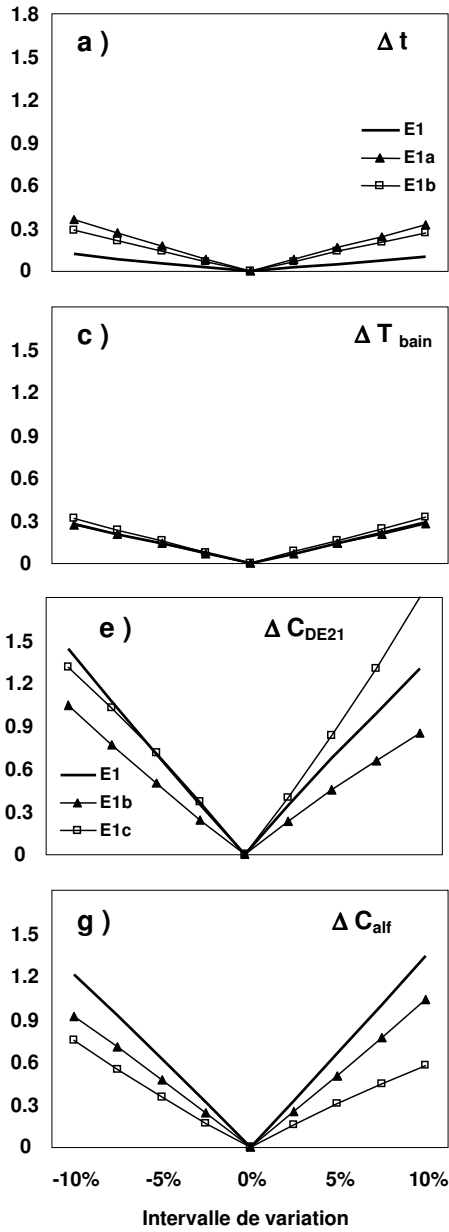 1.8
a )
Δ t
1.5
1.2
0.9
E1
E1a
0.6
E1b
0.3
0
c )
Δ T bain
1.5
1.2
0.9
0.6
0.3
0
e )
Δ C DE21
1.5
1.2
0.9
0.6
E1
E1b
0.3
E1c
0
g )
Δ C alf
1.5
1.2
0.9
0.6
0.3
0
-10% -5% 0% 5% 10%
Intervalle de variation